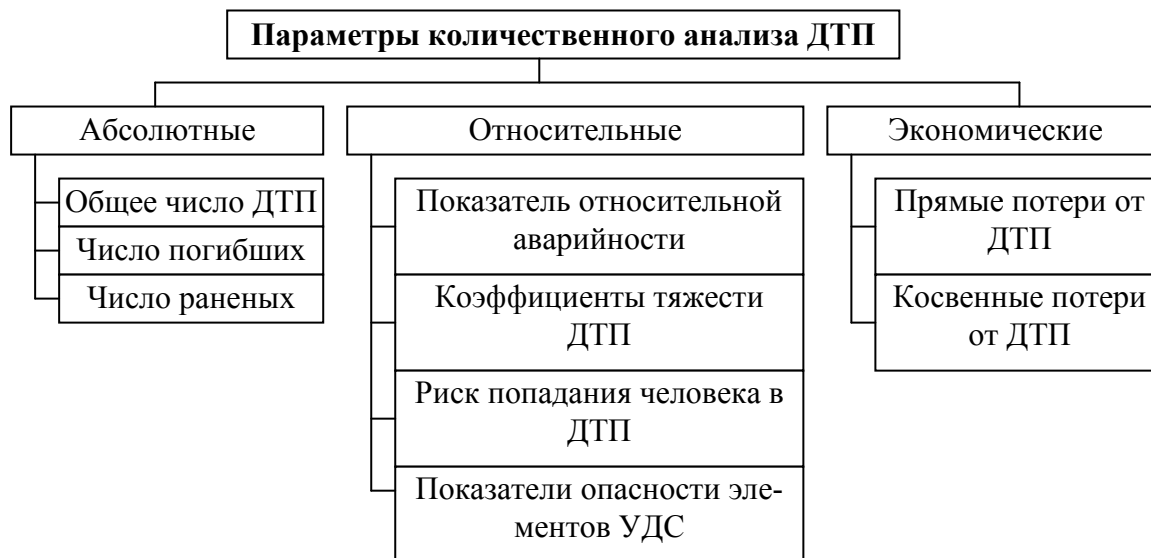 Параметры количественного анализа ДТП
Абсолютные
Общее число ДТП
Число погибших
Число раненых
Относительные
Показатель относительной
аварийности
Коэффициенты тяжести
ДТП
Риск попадания человека в
ДТП
Показатели опасности эле-
ментов УДС
Экономические
Прямые потери от
ДТП
Косвенные потери
от ДТП